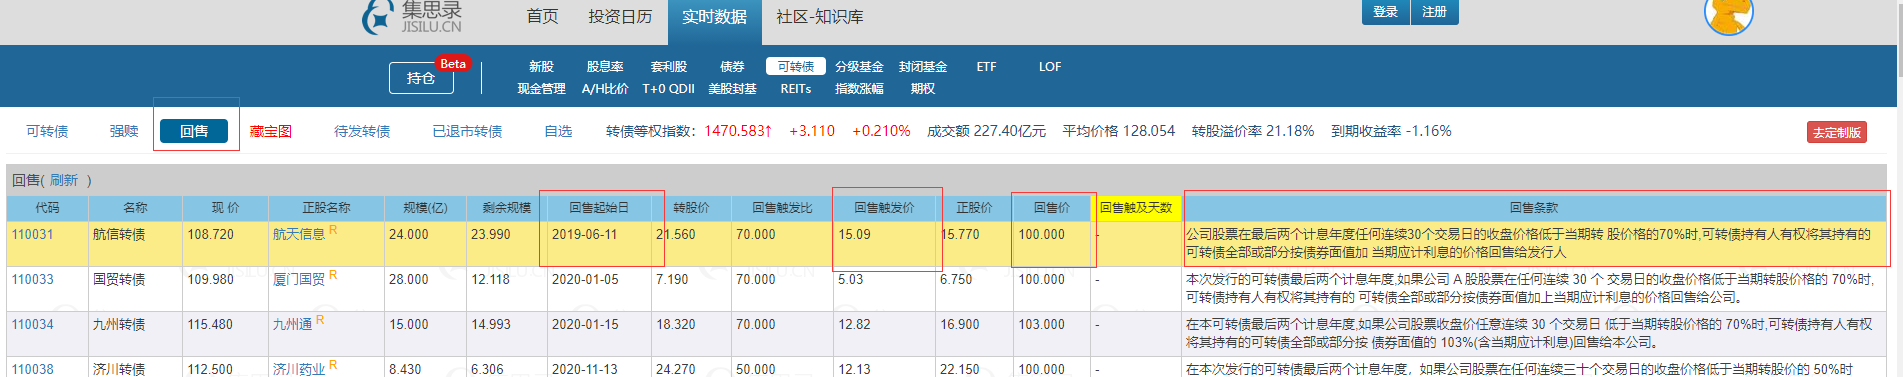 集思录
JISILU.CN
首页 投资日历 实时数据 社区-知识库 登录 注册
持仓 Beta
新股 股息率 套利股 债券 可转债 分级基金 封闭基金 ETF LOF
现金管理 A/H比价 T+0 QDII 美股封基 REITs 指数涨幅 期权
可转债 强赎 回售 藏宝图 待发转债 已退市转债 自选 转债等权指数: 1470.583↑ +3.110 +0.210% 成交额 227.40亿元 平均价格 128.054 转股溢价率 21.18% 到期收益率 -1.16% 去定制版
回售( 刷新 )
代码 名称 现 价 正股名称 规模(亿) 剩余规模 回售起始日 转股价 回售触发比 回售触发价 正股价 回售价 回售触及天数 回售条款
110031 航信转债 108.720 航天信息 R 24.000 23.990 2019-06-11 21.560 70.000 15.09 15.770 100.000 - 公司股票在最后两个计息年度任何连续30个交易日的收盘价格低于当期转 股价格的70%时,可转债持有人有权将其持有的
可转债全部或部分按债券面值加 当期应计利息的价格回售给发行人
110033 国贸转债 109.980 厦门国贸 R 28.000 12.118 2020-01-05 7.190 70.000 5.03 6.750 100.000 - 本次发行的可转债最后两个计息年度,如果公司 A 股股票在任何连续 30 个 交易日的收盘价格低于当期转股价格的 70%时,
可转债持有人有权将其持有的 可转债全部或部分按债券面值加上当期应计利息的价格回售给公司。
110034 九州转债 115.480 九州通 R 15.000 14.993 2020-01-15 18.320 70.000 12.82 16.900 103.000 - 在本可转债最后两个计息年度,如果公司股票收盘价任意连续 30 个交易日 低于当期转股价格的 70%时,可转债持有人有权
将其持有的可转债全部或部分按 债券面值的 103%(含当期应计利息)回售给本公司。
110038 济川转债 112.500 济川药业 R 8.430 6.306 2020-11-13 24.270 50.000 12.13 22.150 100.000 - 在本次发行的可转债最后两个计息年度，如果公司股票在任何连续三十个交易日的收盘价格低于当期转股价的 50%时